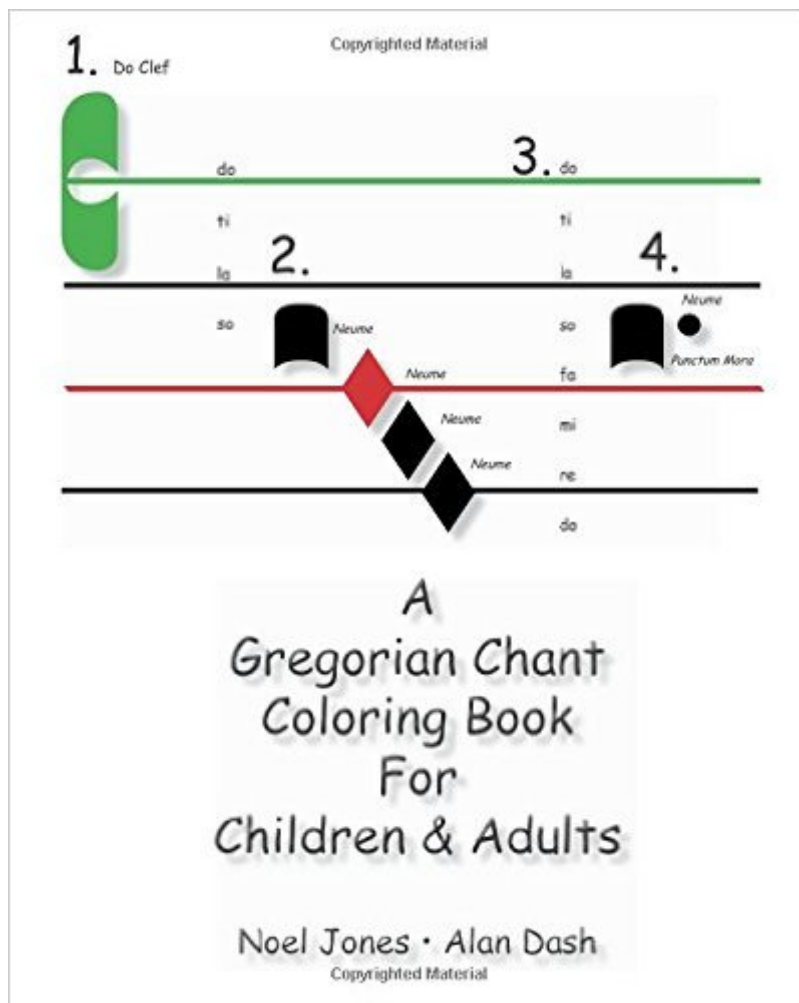 Copyrighted Material
1. Do Clef
3. do
do
ti
ti
2.
4.
la
la
Neume
so
Neume
so
Punctum Mora
Neume
fa
Neume
mi
Neume
re
do
A
Gregorian Chant
Coloring Book
For
Children & Adults
Noel Jones • Alan Dash
Copyrighted Material